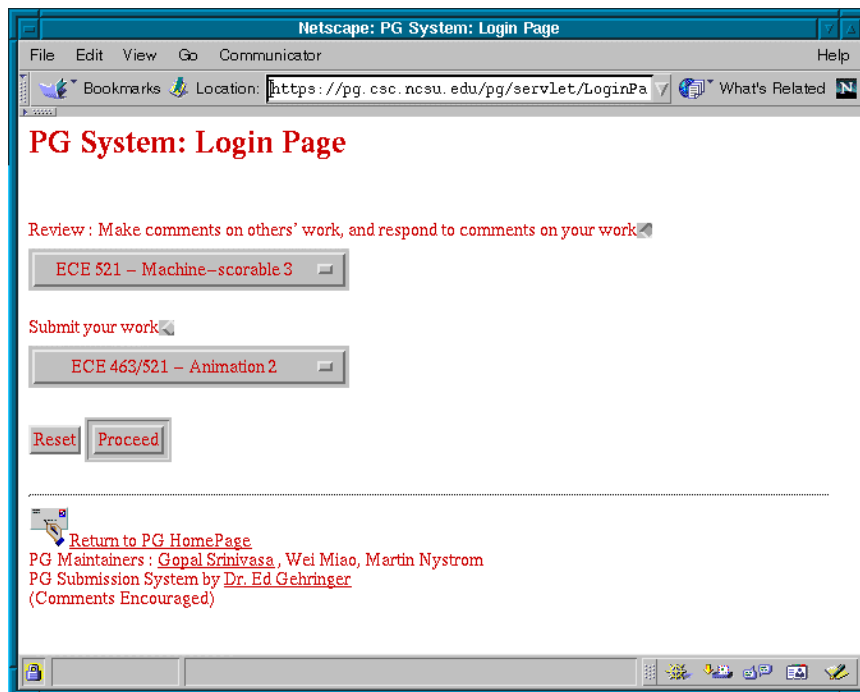 Netscape: PG System: Login Page
File Edit View Go Communicator Help
Bookmarks Location: https://pg.csc.ncsu.edu/pg/servlet/LoginPa What's Related N
PG System: Login Page
Review : Make comments on others' work, and respond to comments on your work
ECE 521 – Machine–scorable 3
Submit your work
ECE 463/521 – Animation 2
Reset Proceed
Return to PG HomePage
PG Maintainers : Gopal Srinivasa , Wei Miao, Martin Nystrom
PG Submission System by Dr. Ed Gehringer
(Comments Encouraged)